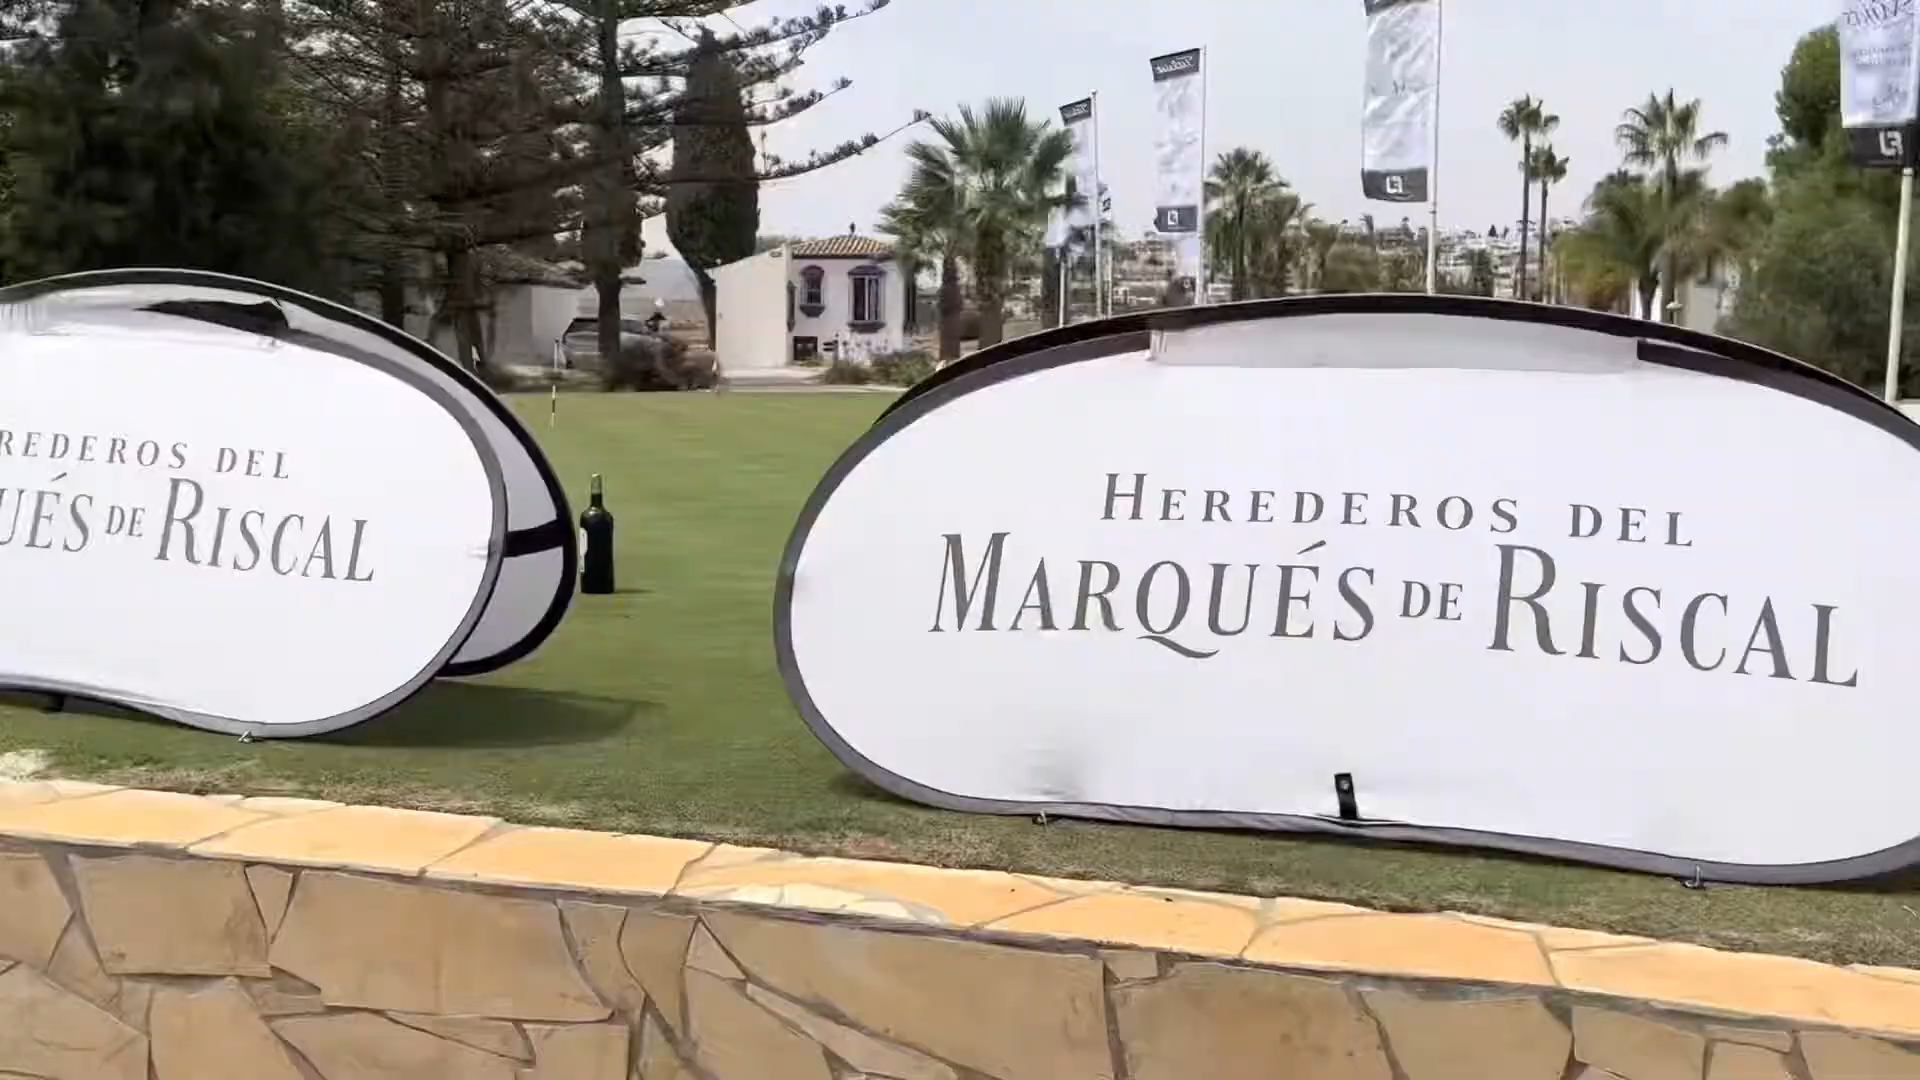 REDEROS DEL
UÉS DE RISCAL
HEREDEROS DEL
MARQUÉS DE RISCAL